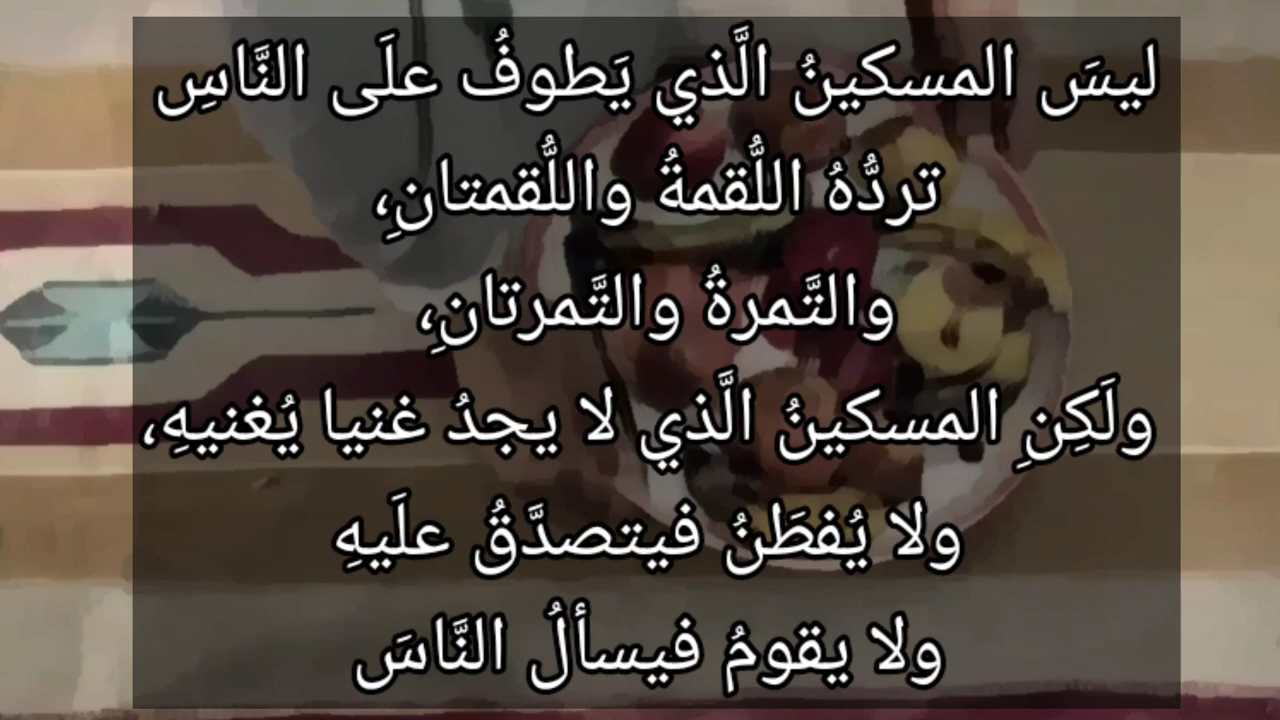 ليسَ المسكينُ الَّذي يَطوفُ علَى النَّاسِ
تردُّهُ اللُّقمةُ واللُّقمتانِ،
والتَّمرةُ والتَّمرتانِ،
ولَكِنِ المسكينُ الَّذي لا يجدُ غنيا يُغنيهِ،
ولا يُفطَنُ فيتصدَّقُ علَيهِ
ولا يقومُ فيسألُ النَّاسَ